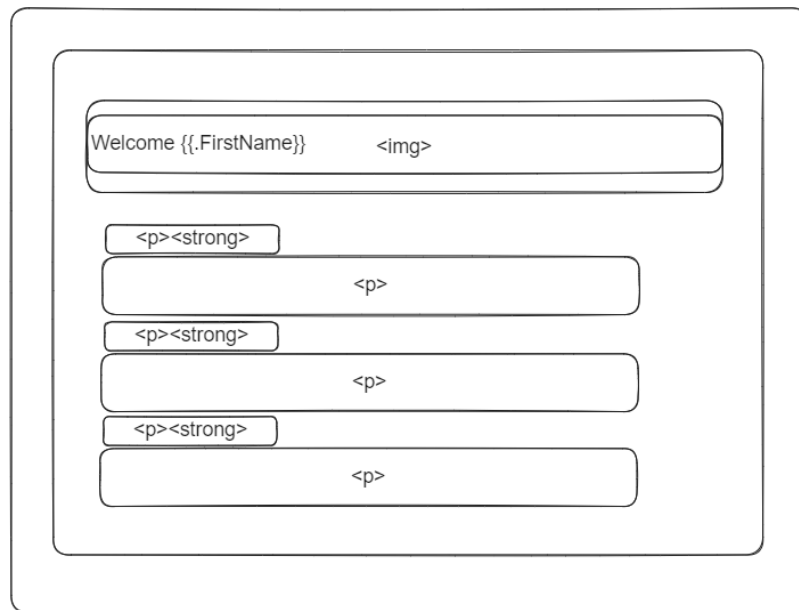 Welcome {{.FirstName}} <img>
<p><strong>
<p>
<p><strong>
<p>
<p><strong>
<p>